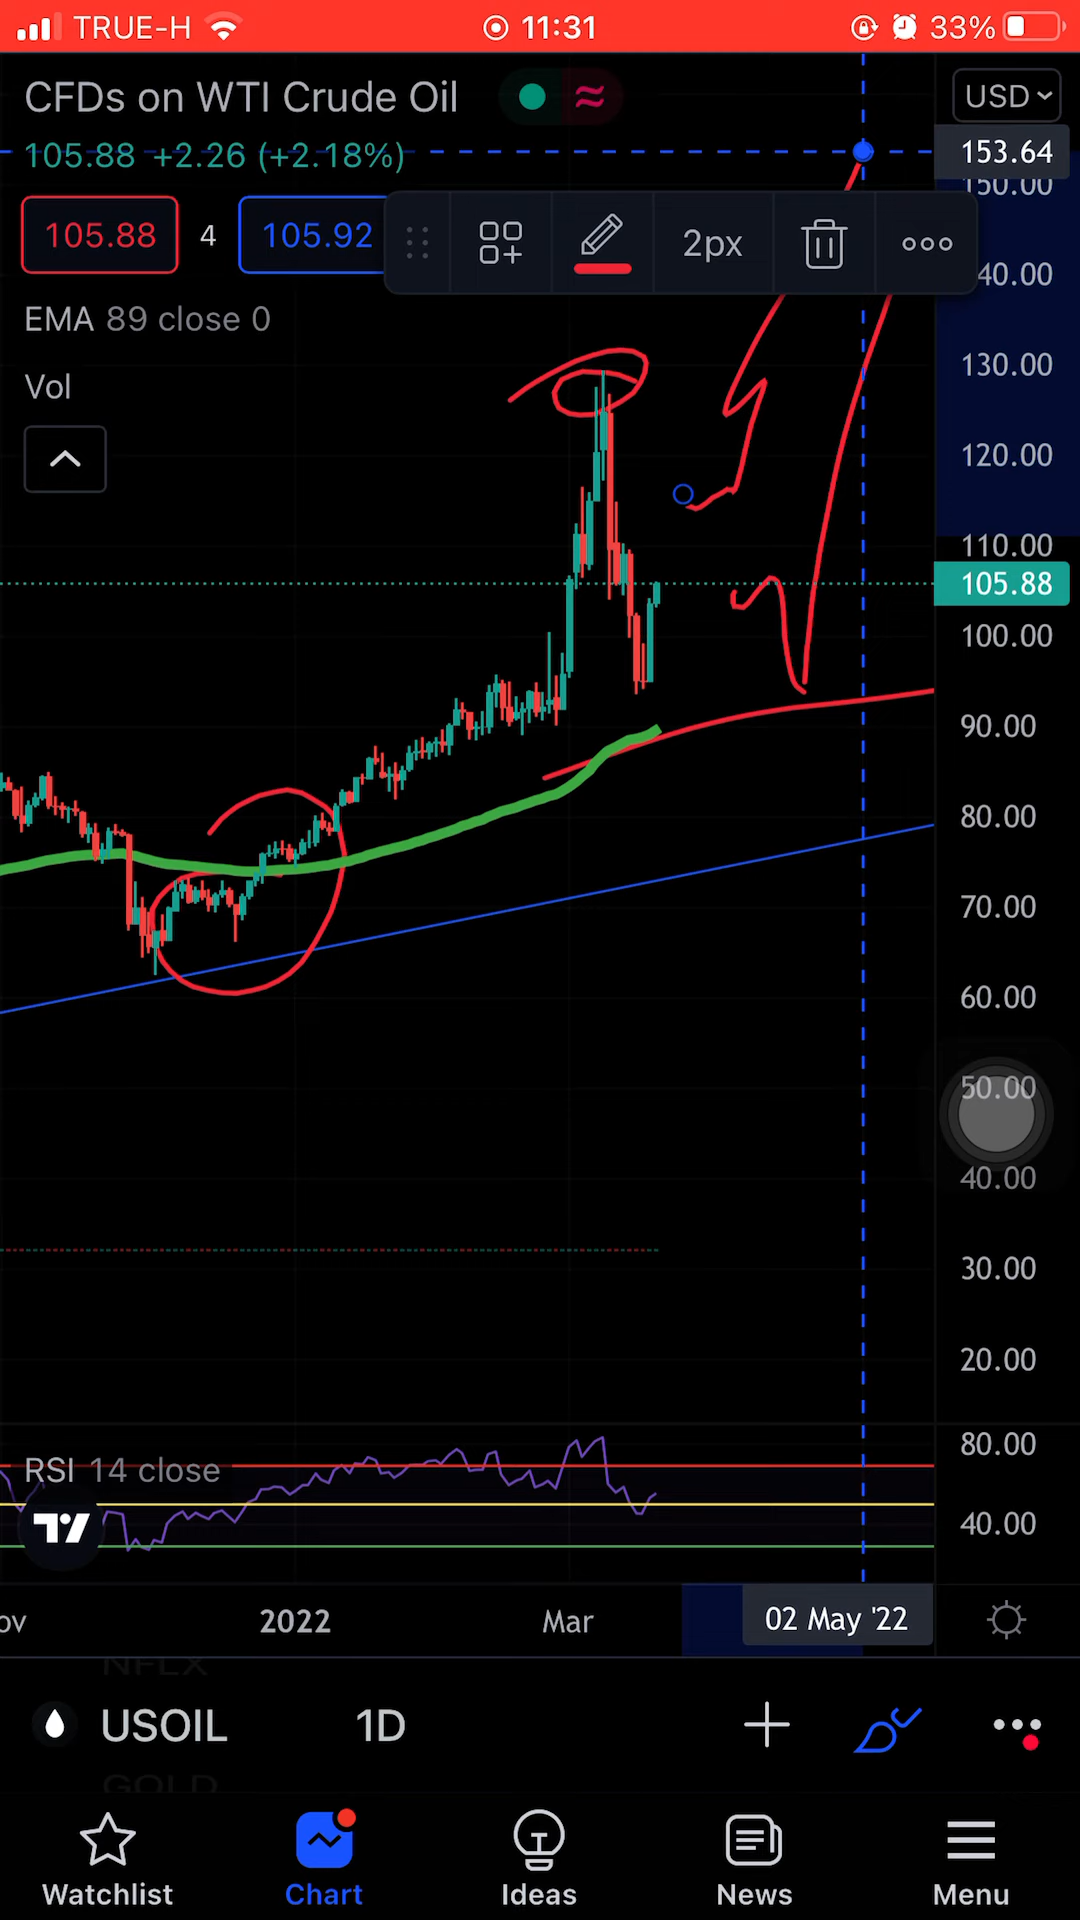 TRUE-H 11:31 33%
CFDs on WTI Crude Oil USD
105.88 +2.26 (+2.18%) 153.64
150.00
105.88 4 105.92 2px
140.00
EMA 89 close 0
130.00
Vol
120.00
110.00
105.88
100.00
90.00
80.00
70.00
60.00
50.00
40.00
30.00
20.00
80.00
RSI 14 close
40.00
2022 Mar 02 May '22
NFLX
USOIL 1D
GOLD
Watchlist Chart Ideas News Menu